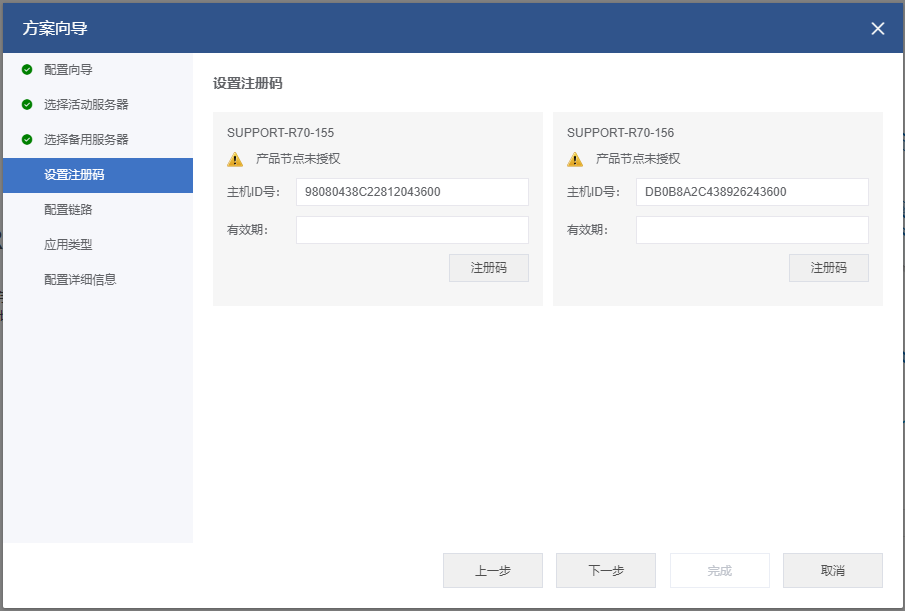 方案向导
配置向导
选择活动服务器
选择备用服务器
设置注册码
配置链路
应用类型
配置详细信息
设置注册码
SUPPORT-R70-155
产品节点未授权
主机ID号： 98080438C22812043600
有效期：
注册码
SUPPORT-R70-156
产品节点未授权
主机ID号： DB0B8A2C438926243600
有效期：
注册码
上一步 下一步 完成 取消